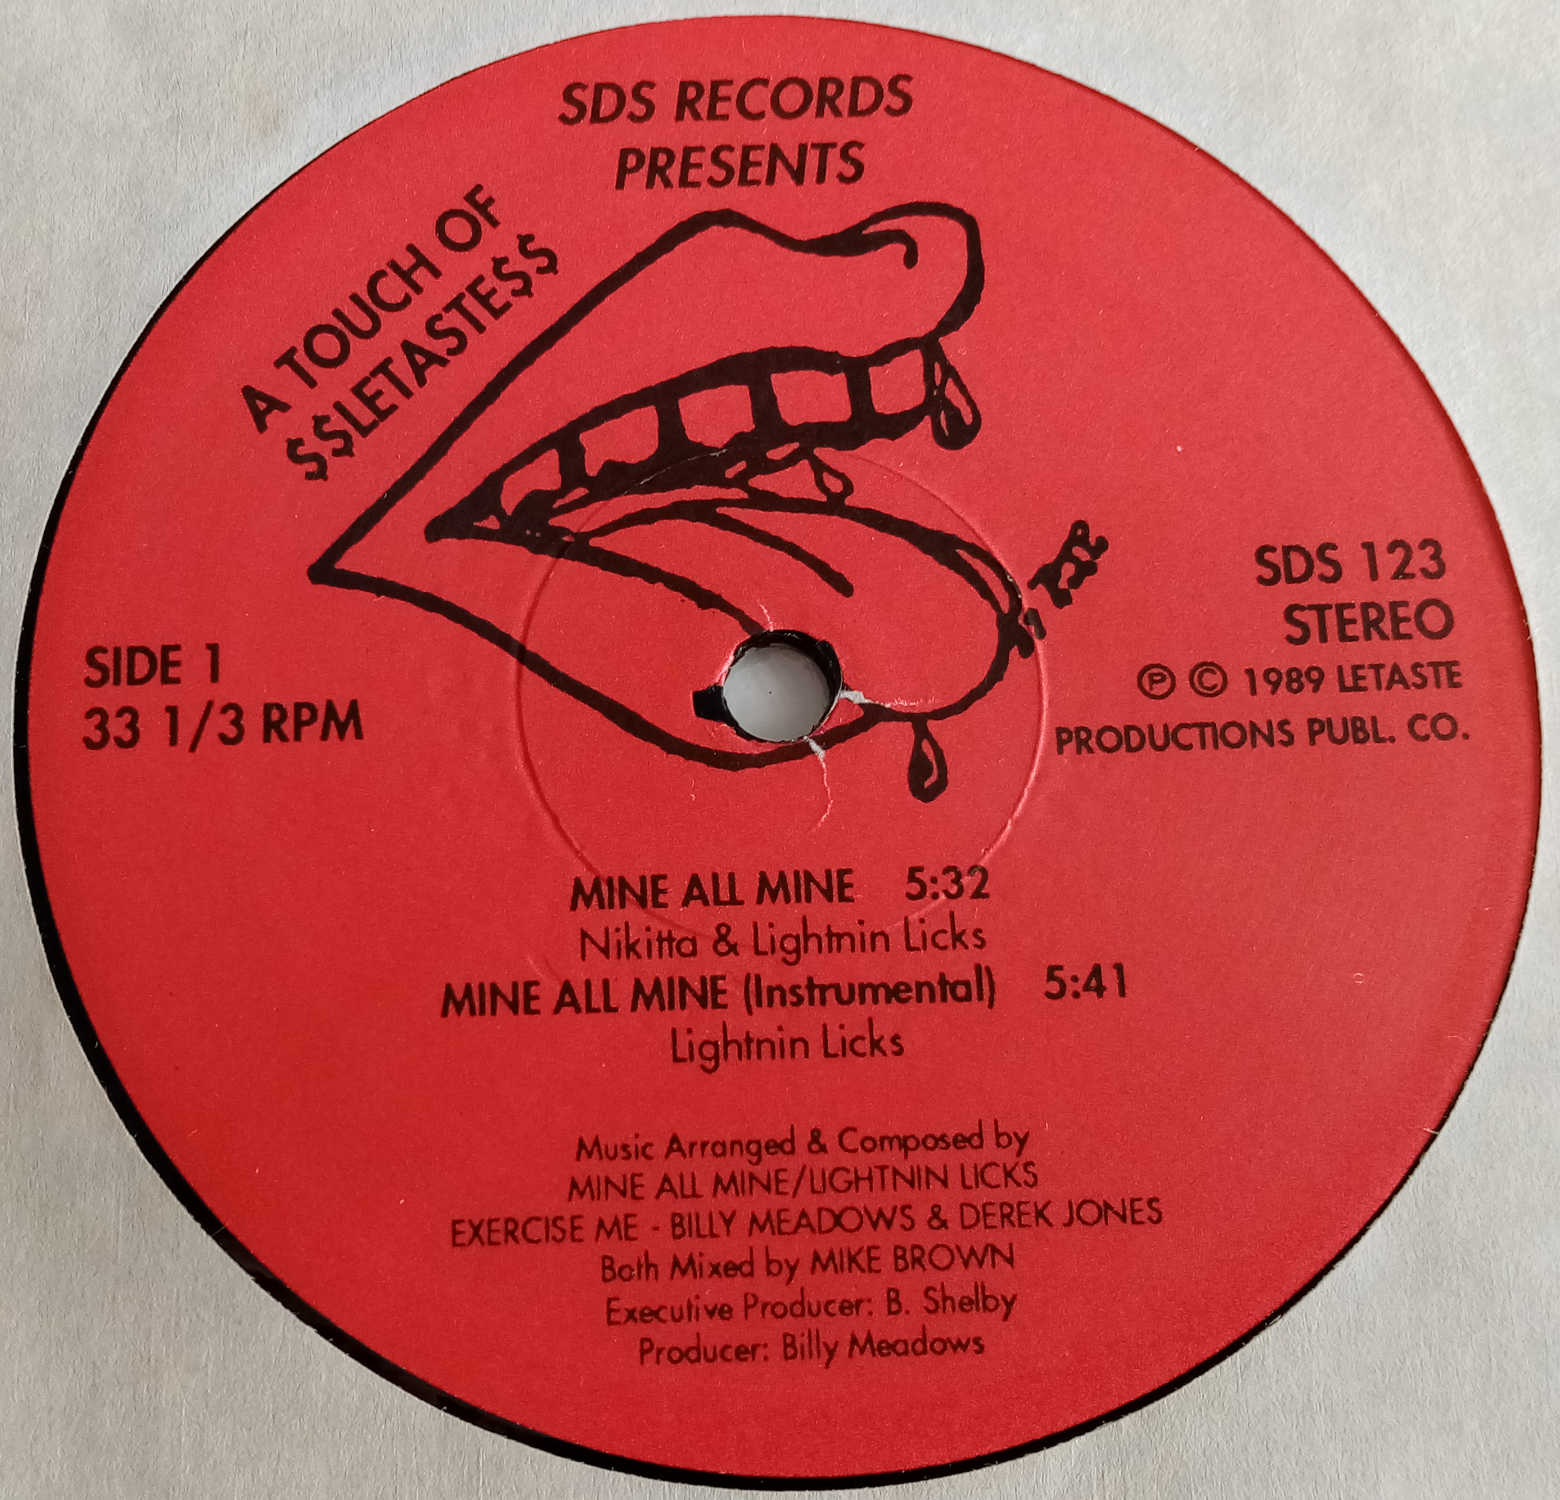 SDS RECORDS
PRESENTS
A TOUCH OF
$$LETASTE$$
SIDE 1
33 1/3 RPM
SDS 123
STEREO
℗ © 1989 LETASTE
PRODUCTIONS PUBL. CO.
MINE ALL MINE 5:32
Nikitta & Lightnin Licks
MINE ALL MINE (Instrumental) 5:41
Lightnin Licks
Music Arranged & Composed by
MINE ALL MINE/LIGHTNIN LICKS
EXERCISE ME - BILLY MEADOWS & DEREK JONES
Both Mixed by MIKE BROWN
Executive Producer: B. Shelby
Producer: Billy Meadows